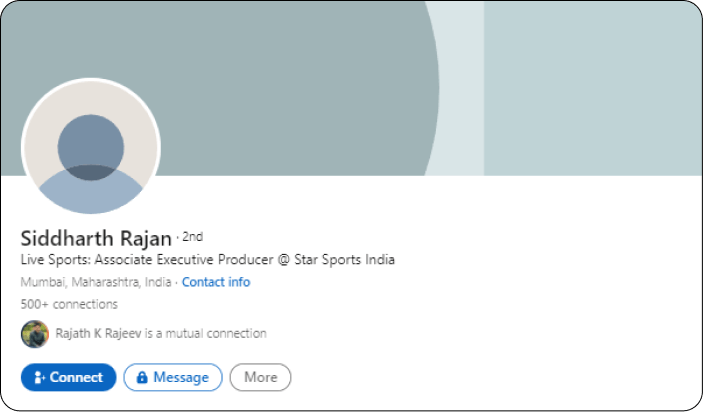 Siddharth Rajan · 2nd
Live Sports: Associate Executive Producer @ Star Sports India
Mumbai, Maharashtra, India · Contact info
500+ connections
Rajath K Rajeev is a mutual connection
Connect Message More